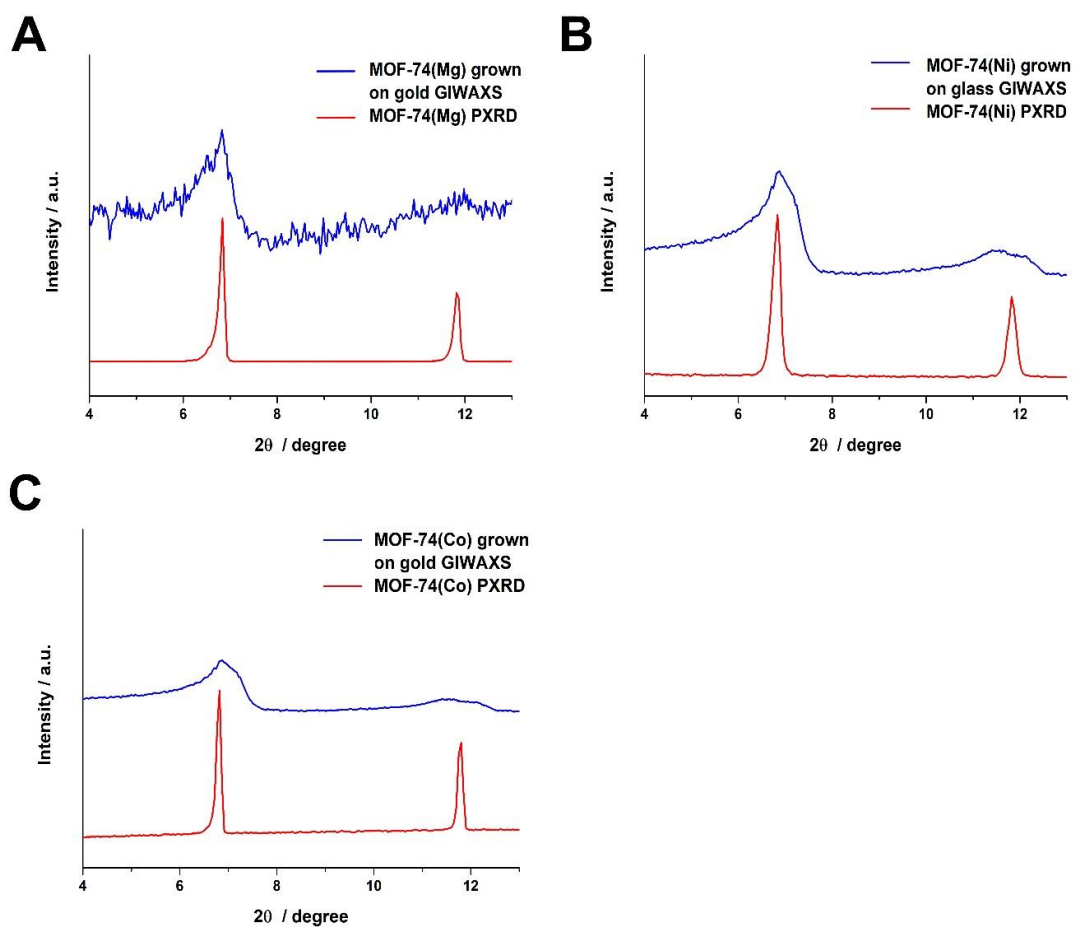 A
MOF-74(Mg) grown
on gold GIWAXS
MOF-74(Mg) PXRD
Intensity / a.u.
4 6 8 10 12
2θ / degree
B
MOF-74(Ni) grown
on glass GIWAXS
MOF-74(Ni) PXRD
Intensity / a.u.
4 6 8 10 12
2θ / degree
C
MOF-74(Co) grown
on gold GIWAXS
MOF-74(Co) PXRD
Intensity / a.u.
4 6 8 10 12
2θ / degree